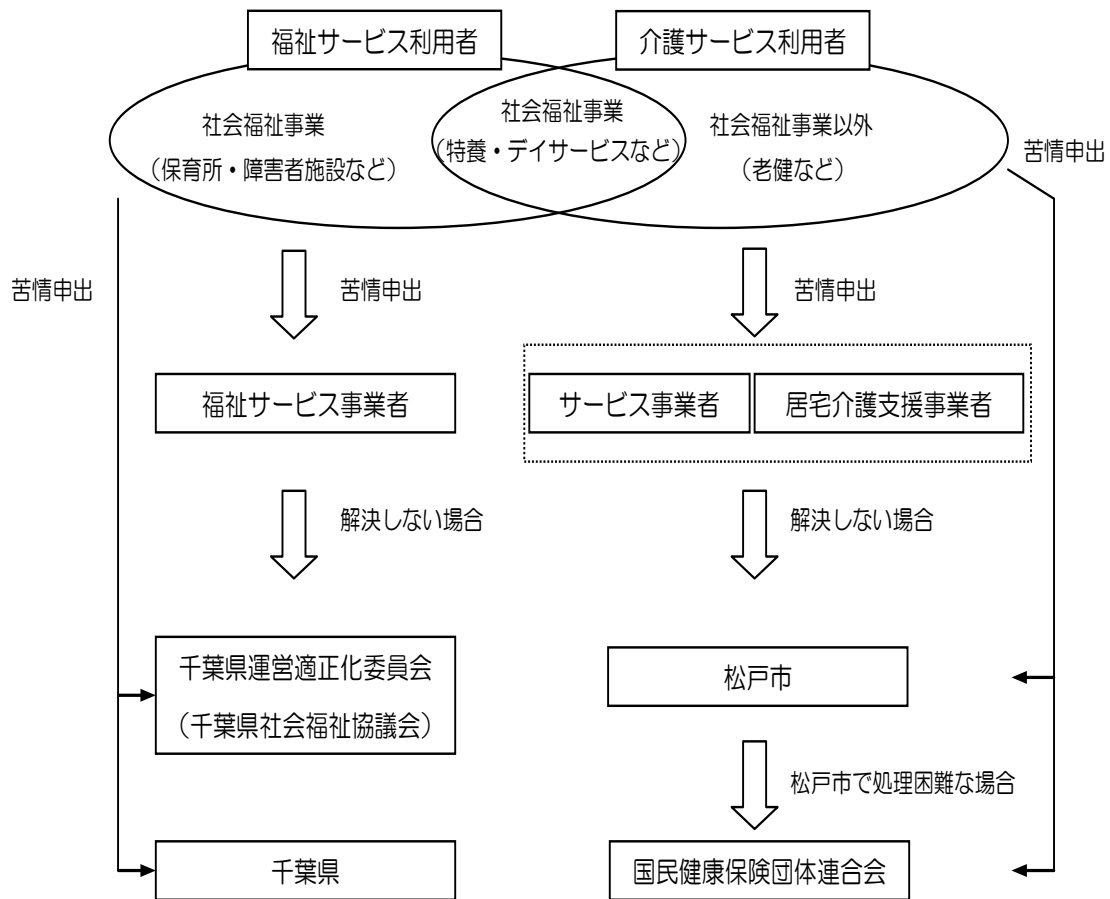 福祉サービス利用者
介護サービス利用者
社会福祉事業
(保育所・障害者施設など)
社会福祉事業
(特養・デイサービスなど)
社会福祉事業以外
(老健など)
苦情申出
苦情申出
苦情申出
苦情申出
福祉サービス事業者
サービス事業者
居宅介護支援事業者
解決しない場合
解決しない場合
千葉県運営適正化委員会
(千葉県社会福祉協議会)
松戸市
松戸市で処理困難な場合
千葉県
国民健康保険団体連合会